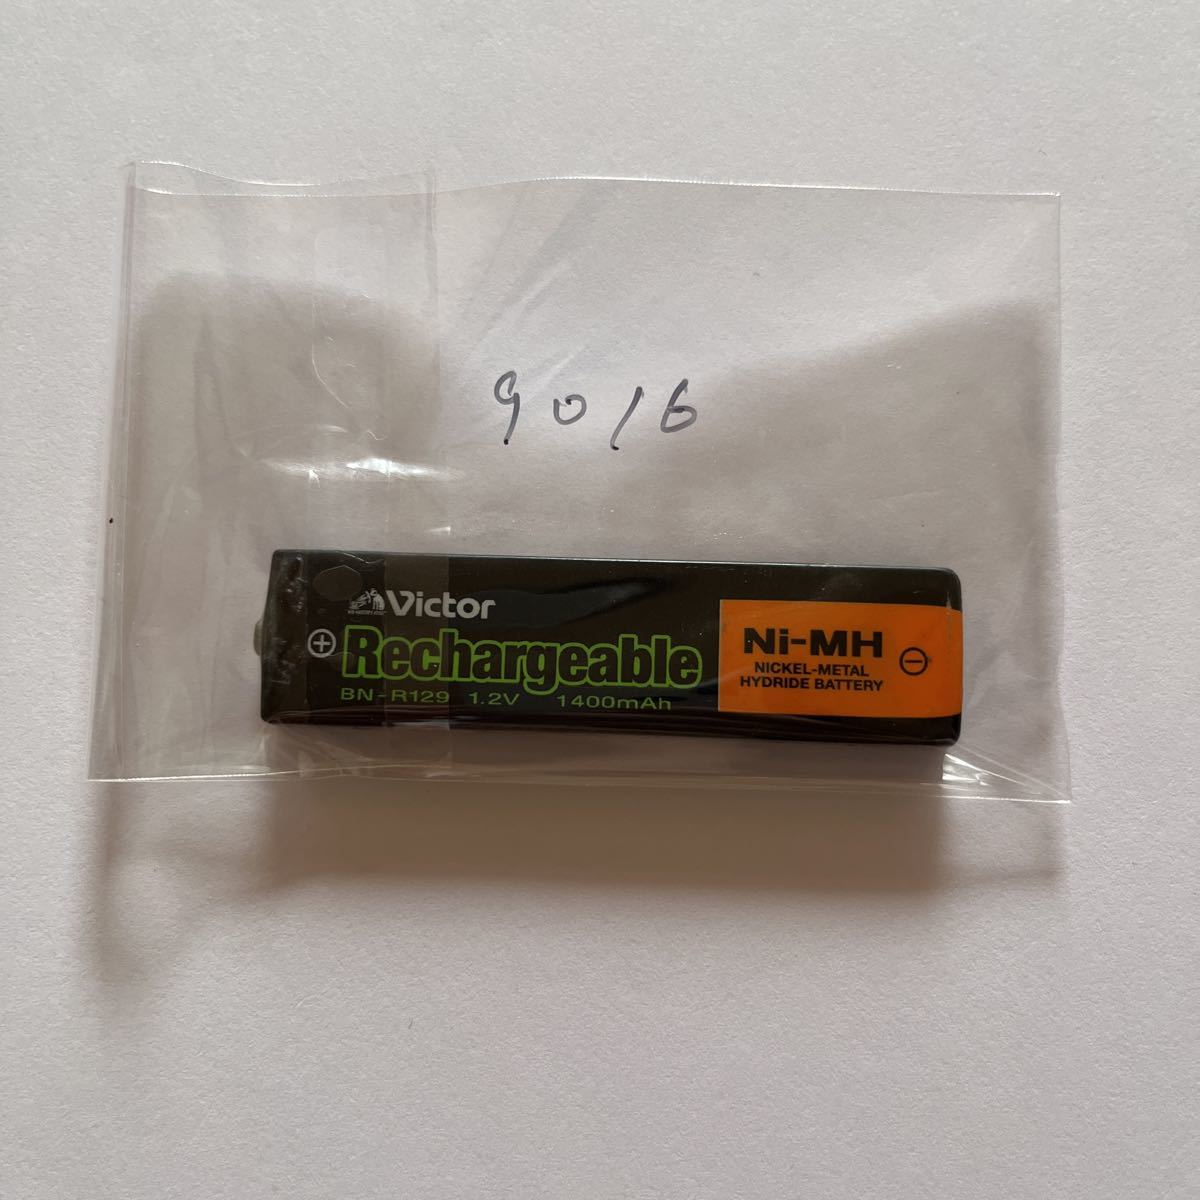 9016
Victor
Rechargeable
BN-R129 1.2V 1400mAh
Ni-MH
NICKEL-METAL
HYDRIDE BATTERY